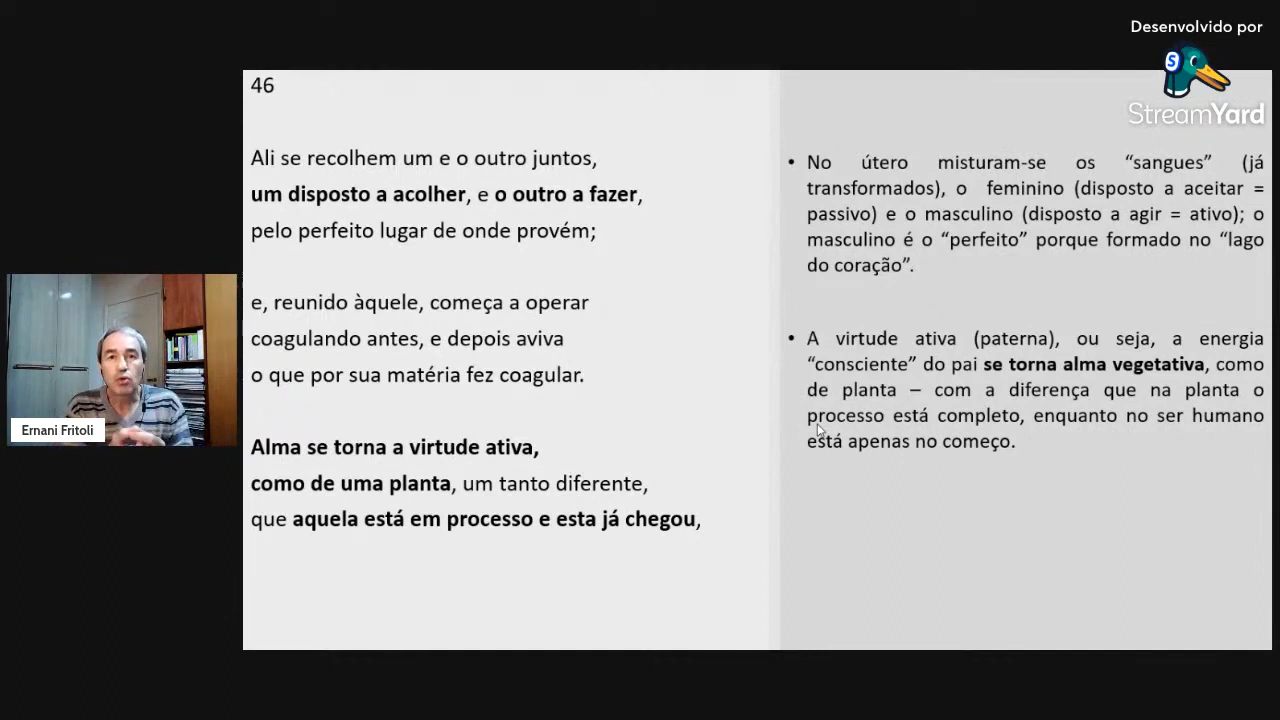 Desenvolvido por
StreamYard
46
Ali se recolhem um e o outro juntos,
um disposto a acolher, e o outro a fazer,
pelo perfeito lugar de onde provém;
e, reunido àquele, começa a operar
coagulando antes, e depois aviva
o que por sua matéria fez coagular.
Alma se torna a virtude ativa,
como de uma planta, um tanto diferente,
que aquela está em processo e esta já chegou,
• No útero misturam-se os “sangues” (já
transformados), o feminino (disposto a aceitar =
passivo) e o masculino (disposto a agir = ativo); o
masculino é o “perfeito” porque formado no “lago
do coração”.
• A virtude ativa (paterna), ou seja, a energia
“consciente” do pai se torna alma vegetativa, como
de planta – com a diferença que na planta o
processo está completo, enquanto no ser humano
está apenas no começo.
Ernani Fritoli